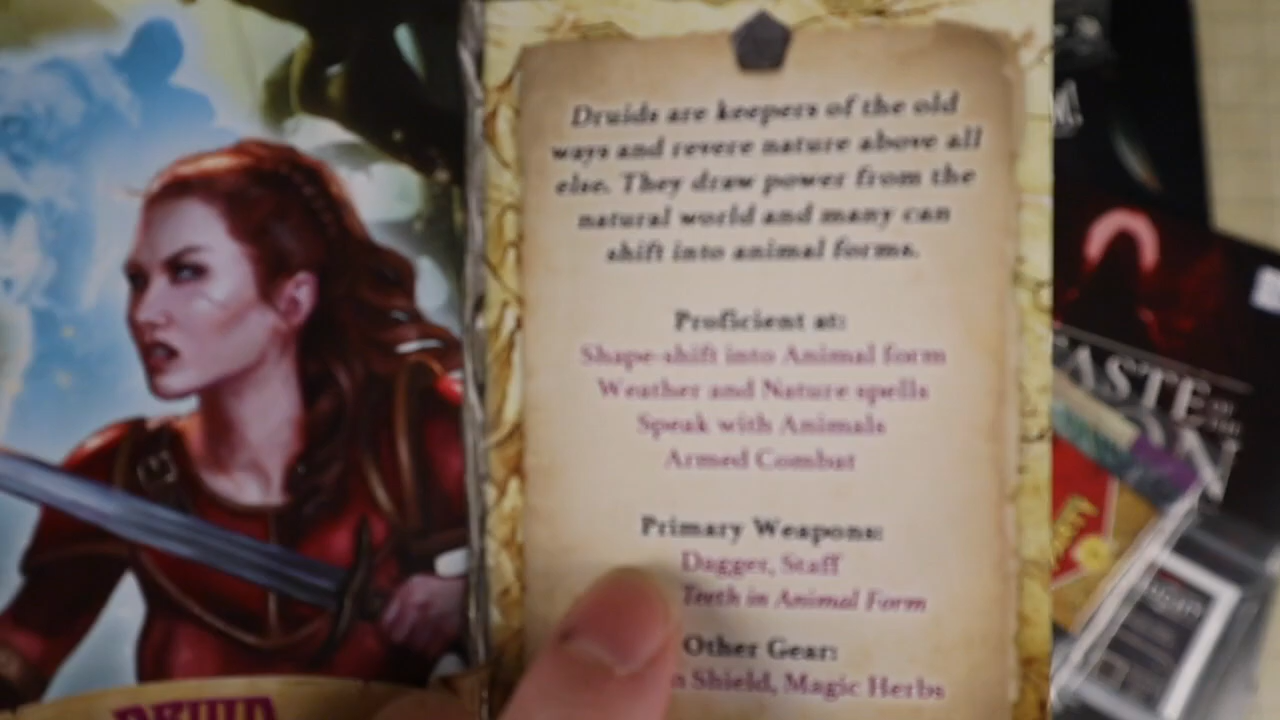 Druids are keepers of the old
ways and revere nature above all
else. They draw power from the
natural world and many can
shift into animal forms.
Proficient at:
Shape-shift into Animal form
Weather and Nature spells
Speak with Animals
Armed Combat
Primary Weapons:
Dagger, Staff
Teeth in Animal Form
Other Gear:
Shield, Magic Herbs
DRUID